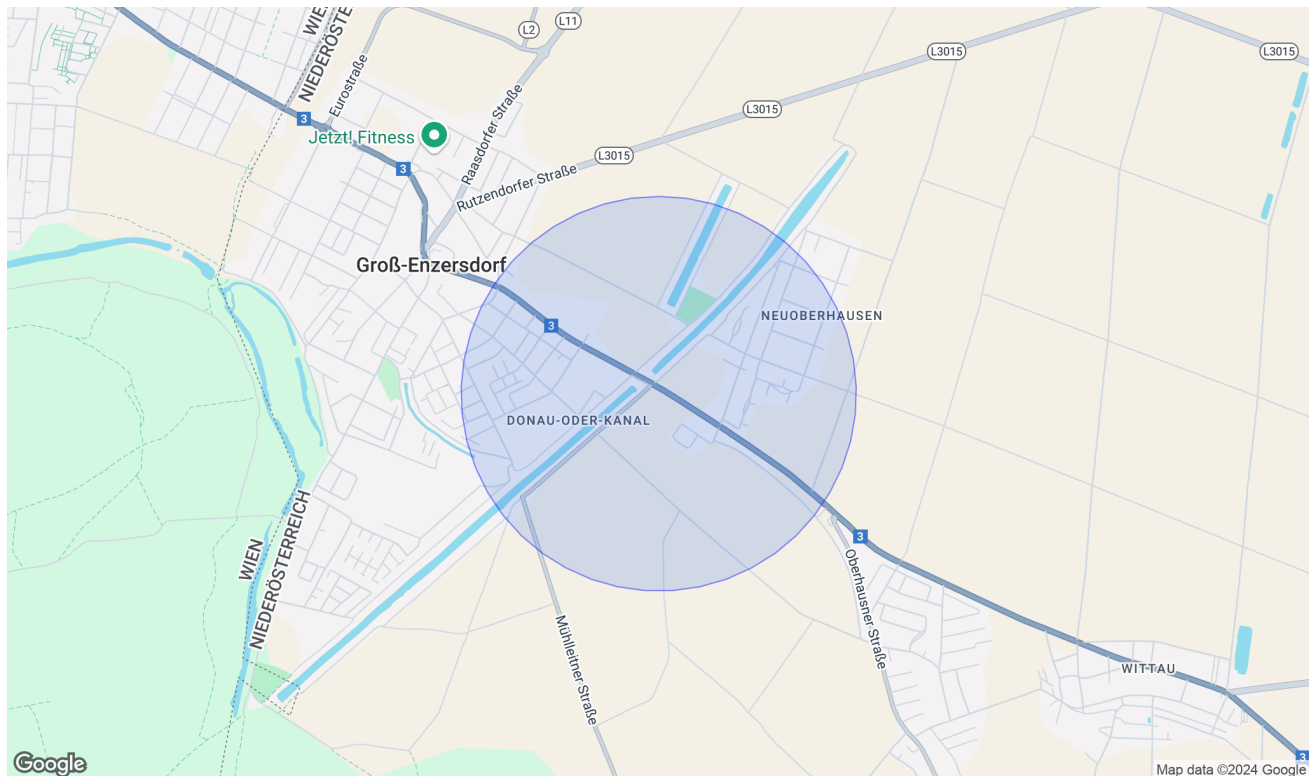 WIEN
NIEDERÖSTE
L2
L11
L3015
L3015
Eurostraße
3
Jetzt! Fitness
Raasdorfer Straße
L3015
3
L3015
Rutzendorfer Straße
Groß-Enzersdorf
3
NEUOBERHAUSEN
DONAU-ODER-KANAL
WIEN
NIEDERÖSTERREICH
3
Oberhausner Straße
Mühlleitner Straße
WITTAU
3
Google
Map data ©2024 Google